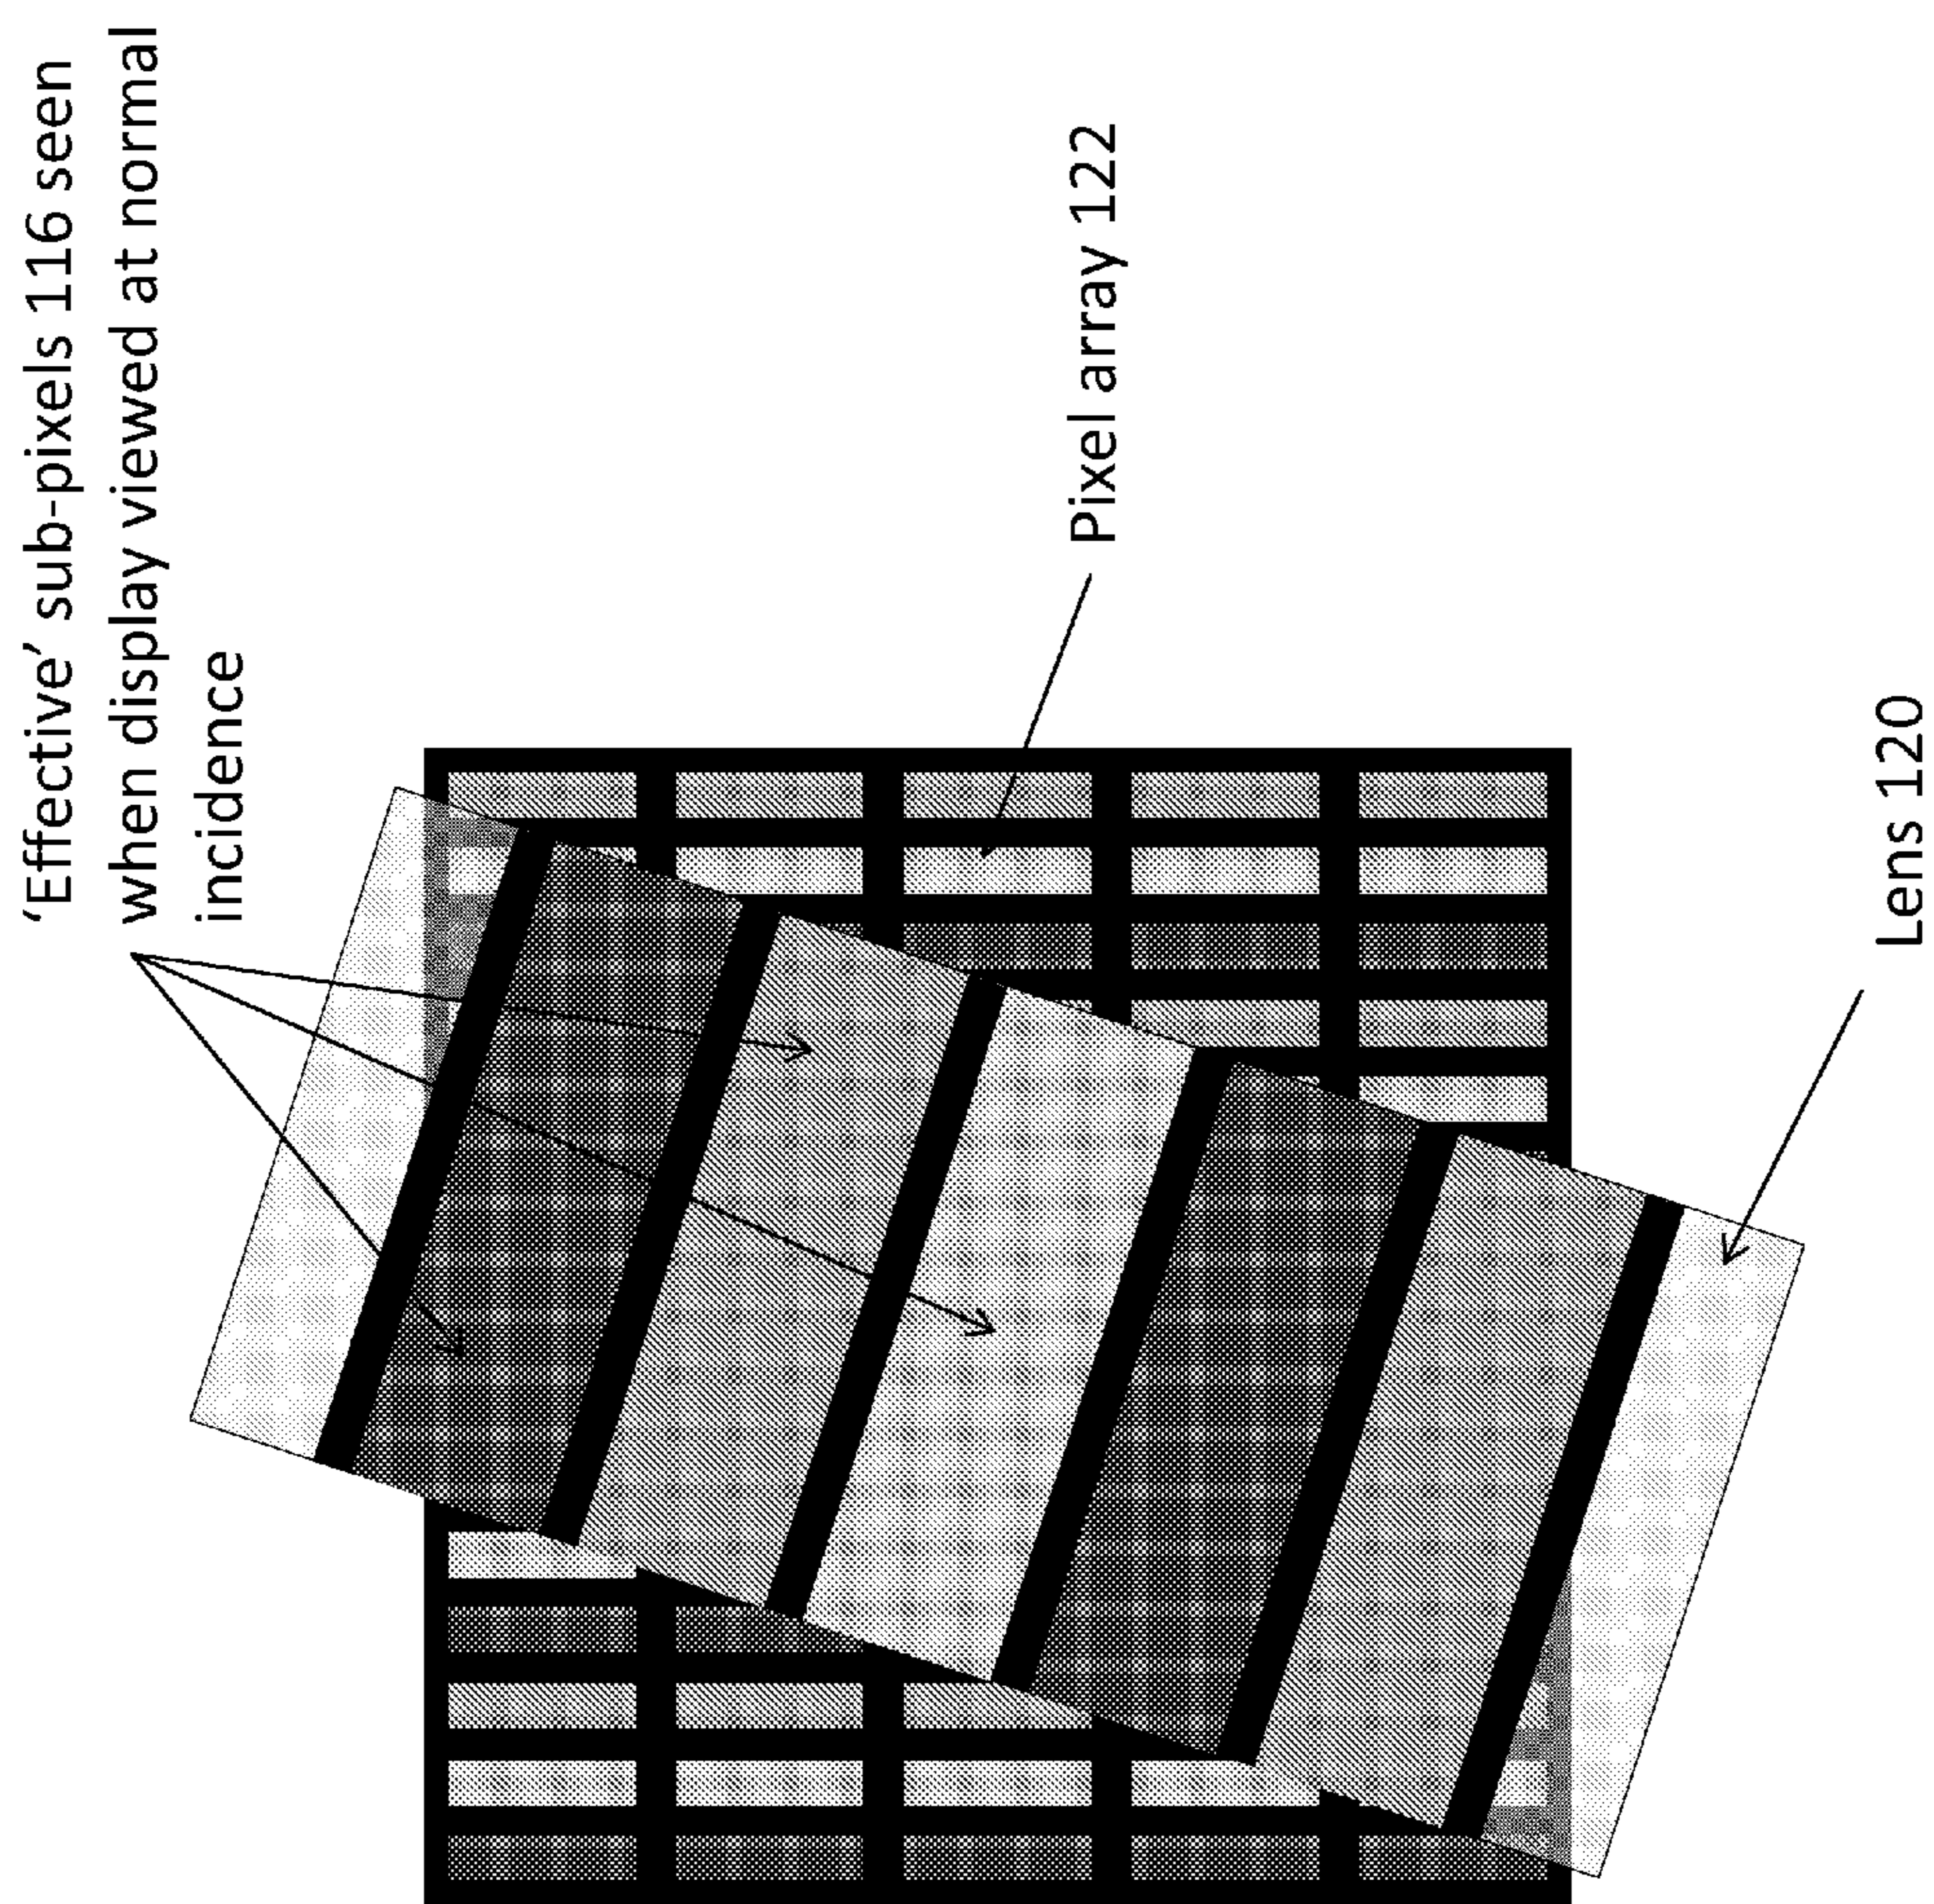 ‘Effective’ sub-pixels 116 seen
when display viewed at normal
incidence
Pixel array 122
Lens 120